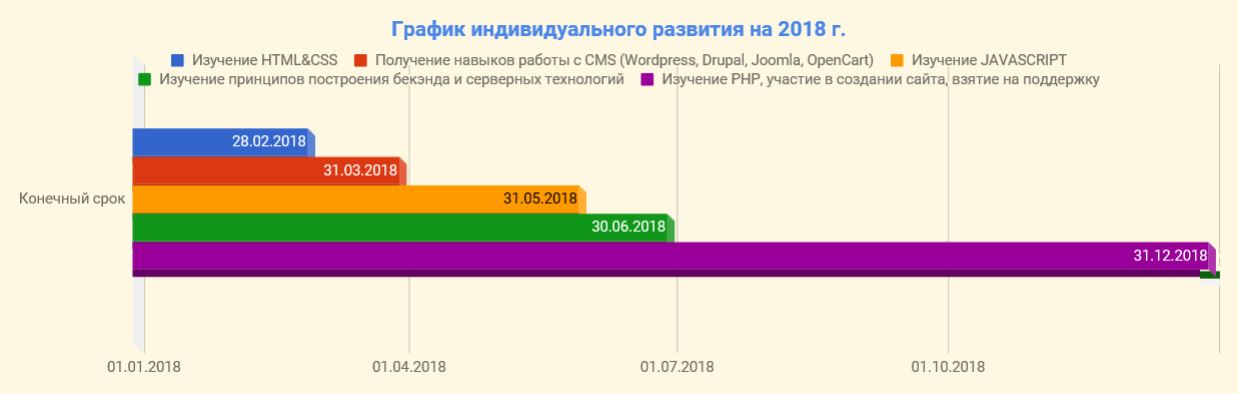 График индивидуального развития на 2018 г.
Изучение HTML&CSS Получение навыков работы с CMS (Wordpress, Drupal, Joomla, OpenCart) Изучение JAVASCRIPT
Изучение принципов построения бекэнда и серверных технологий Изучение PHP, участие в создании сайта, взятие на поддержку
28.02.2018
31.03.2018
Конечный срок 31.05.2018
30.06.2018
31.12.2018
01.01.2018 01.04.2018 01.07.2018 01.10.2018